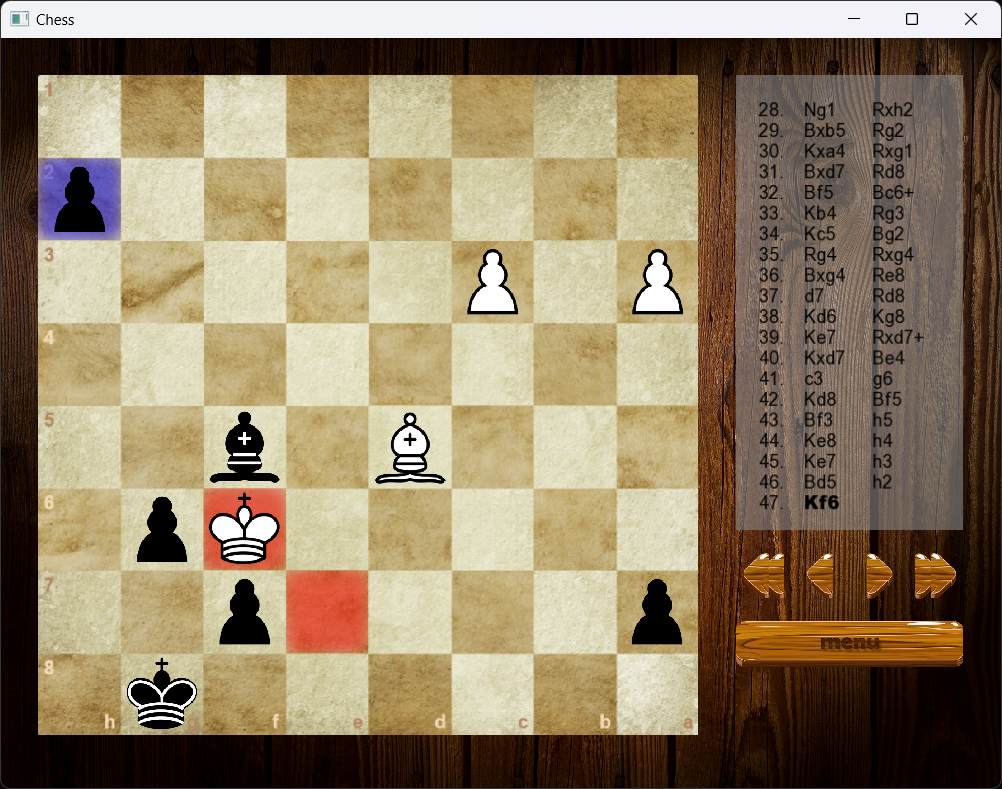 Chess
1
2
3
4
5
6
7
8
h g f e d c b a
28. Ng1 Rxh2
29. Bxb5 Rg2
30. Kxa4 Rxg1
31. Bxd7 Rd8
32. Bf5 Bc6+
33. Kb4 Rg3
34. Kc5 Bg2
35. Rg4 Rxg4
36. Bxg4 Re8
37. d7 Rd8
38. Kd6 Kg8
39. Ke7 Rxd7+
40. Kxd7 Be4
41. c3 g6
42. Kd8 Bf5
43. Bf3 h5
44. Ke8 h4
45. Ke7 h3
46. Bd5 h2
47. Kf6
menu